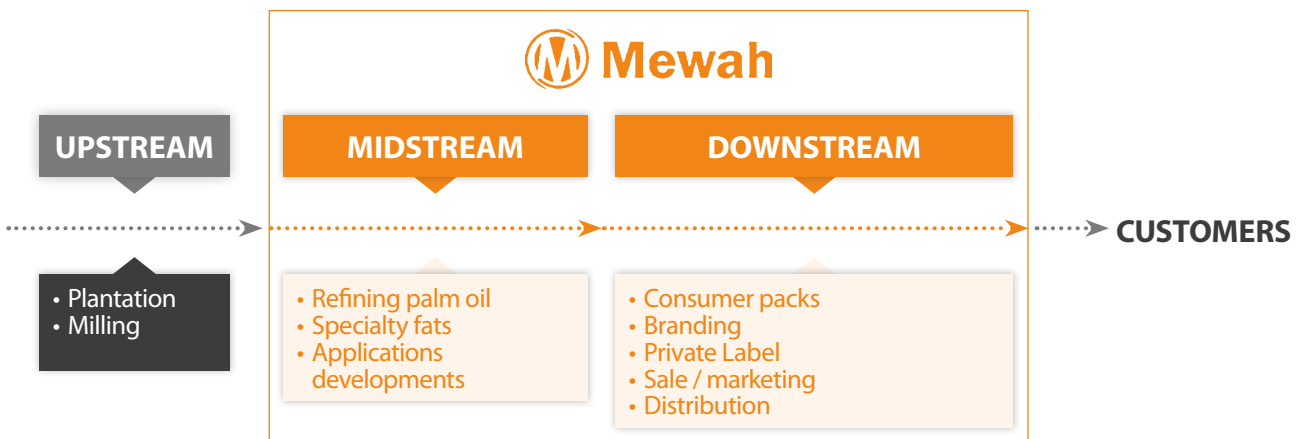 Mewah
UPSTREAM
MIDSTREAM
DOWNSTREAM
CUSTOMERS
• Plantation
• Milling
• Refining palm oil
• Specialty fats
• Applications
developments
• Consumer packs
• Branding
• Private Label
• Sale / marketing
• Distribution